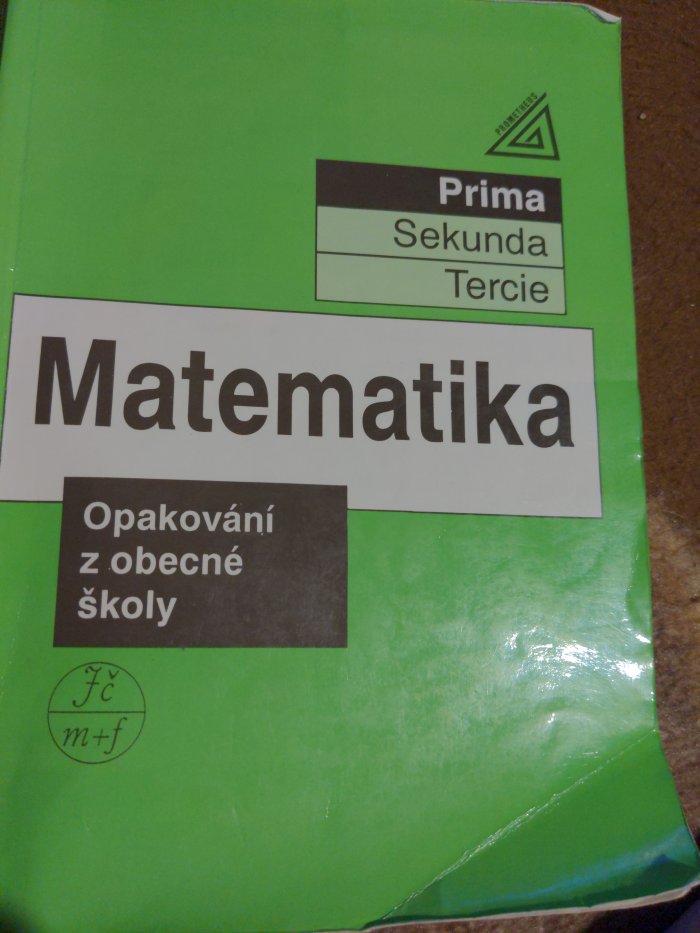 PROMETHEUS
Prima
Sekunda
Tercie
Matematika
Opakování
z obecné
školy
Jč
m+f